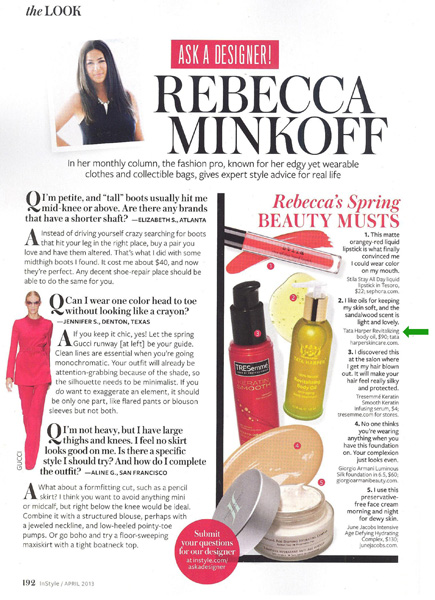 the LOOK
ASK A DESIGNER!
REBECCA
MINKOFF
In her monthly column, the fashion pro, known for her edgy yet wearable
clothes and collectible bags, gives expert style advice for real life
Q I'm petite, and "tall" boots usually hit me
mid-knee or above. Are there any brands
that have a shorter shaft? —ELIZABETH S., ATLANTA
A Instead of driving yourself crazy searching for boots
that hit your leg in the right place, buy a pair you
love and have them altered. That's what I did with some
midthigh boots I found. It cost me about $40, and now
they're perfect. Any decent shoe-repair place should be
able to do the same for you.
Q Can I wear one color head to toe
without looking like a crayon?
—JENNIFER S., DENTON, TEXAS
A If you keep it chic, yes! Let the spring
Gucci runway [at left] be your guide.
Clean lines are essential when you're going
monochromatic. Your outfit will already be
attention-grabbing because of the shade, so
the silhouette needs to be minimalist. If you
do want to exaggerate an element, it should
be only one part, like flared pants or blouson
sleeves but not both.
GUCCI
Q I'm not heavy, but I have large
thighs and knees. I feel no skirt
looks good on me. Is there a specific
style I should try? And how do I complete
the outfit? —ALINE G., SAN FRANCISCO
A What about a formfitting cut, such as a pencil
skirt? I think you want to avoid anything mini
or midcalf, but right below the knee would be ideal.
Combine it with a structured blouse, perhaps with
a jeweled neckline, and low-heeled pointy-toe
pumps. Or go boho and try a floor-sweeping
maxiskirt with a tight boatneck top.
Rebecca's Spring
BEAUTY MUSTS
1. This matte
orangey-red liquid
lipstick is what finally
convinced me
I could wear color
on my mouth.
Stila Stay All Day liquid
lipstick in Tesoro,
$22; sephora.com.
2. I like oils for keeping
my skin soft, and the
sandalwood scent is
light and lovely.
Tata Harper Revitalizing
body oil, $90; tata
harperskincare.com.
3. I discovered this
at the salon where
I get my hair blown
out. It will make your
hair feel really silky
and protected.
Tresemmé Keratin
Smooth Keratin
Infusing serum, $4;
tresemme.com for stores.
4. No one thinks
you're wearing
anything when you
have this foundation
on. Your complexion
just looks even.
Giorgio Armani Luminous
Silk foundation in 6.5, $60;
giorgioarmanibeauty.com.
5. I use this
preservative-
free face cream
morning and night
for dewy skin.
June Jacobs Intensive
Age Defying Hydrating
Complex, $130;
junejacobs.com.
1
2
3
4
5
TRESemmé
KERATIN
SMOOTH
Submit
your questions
for our designer
at instyle.com/
askadesigner.
192 InStyle / APRIL 2013